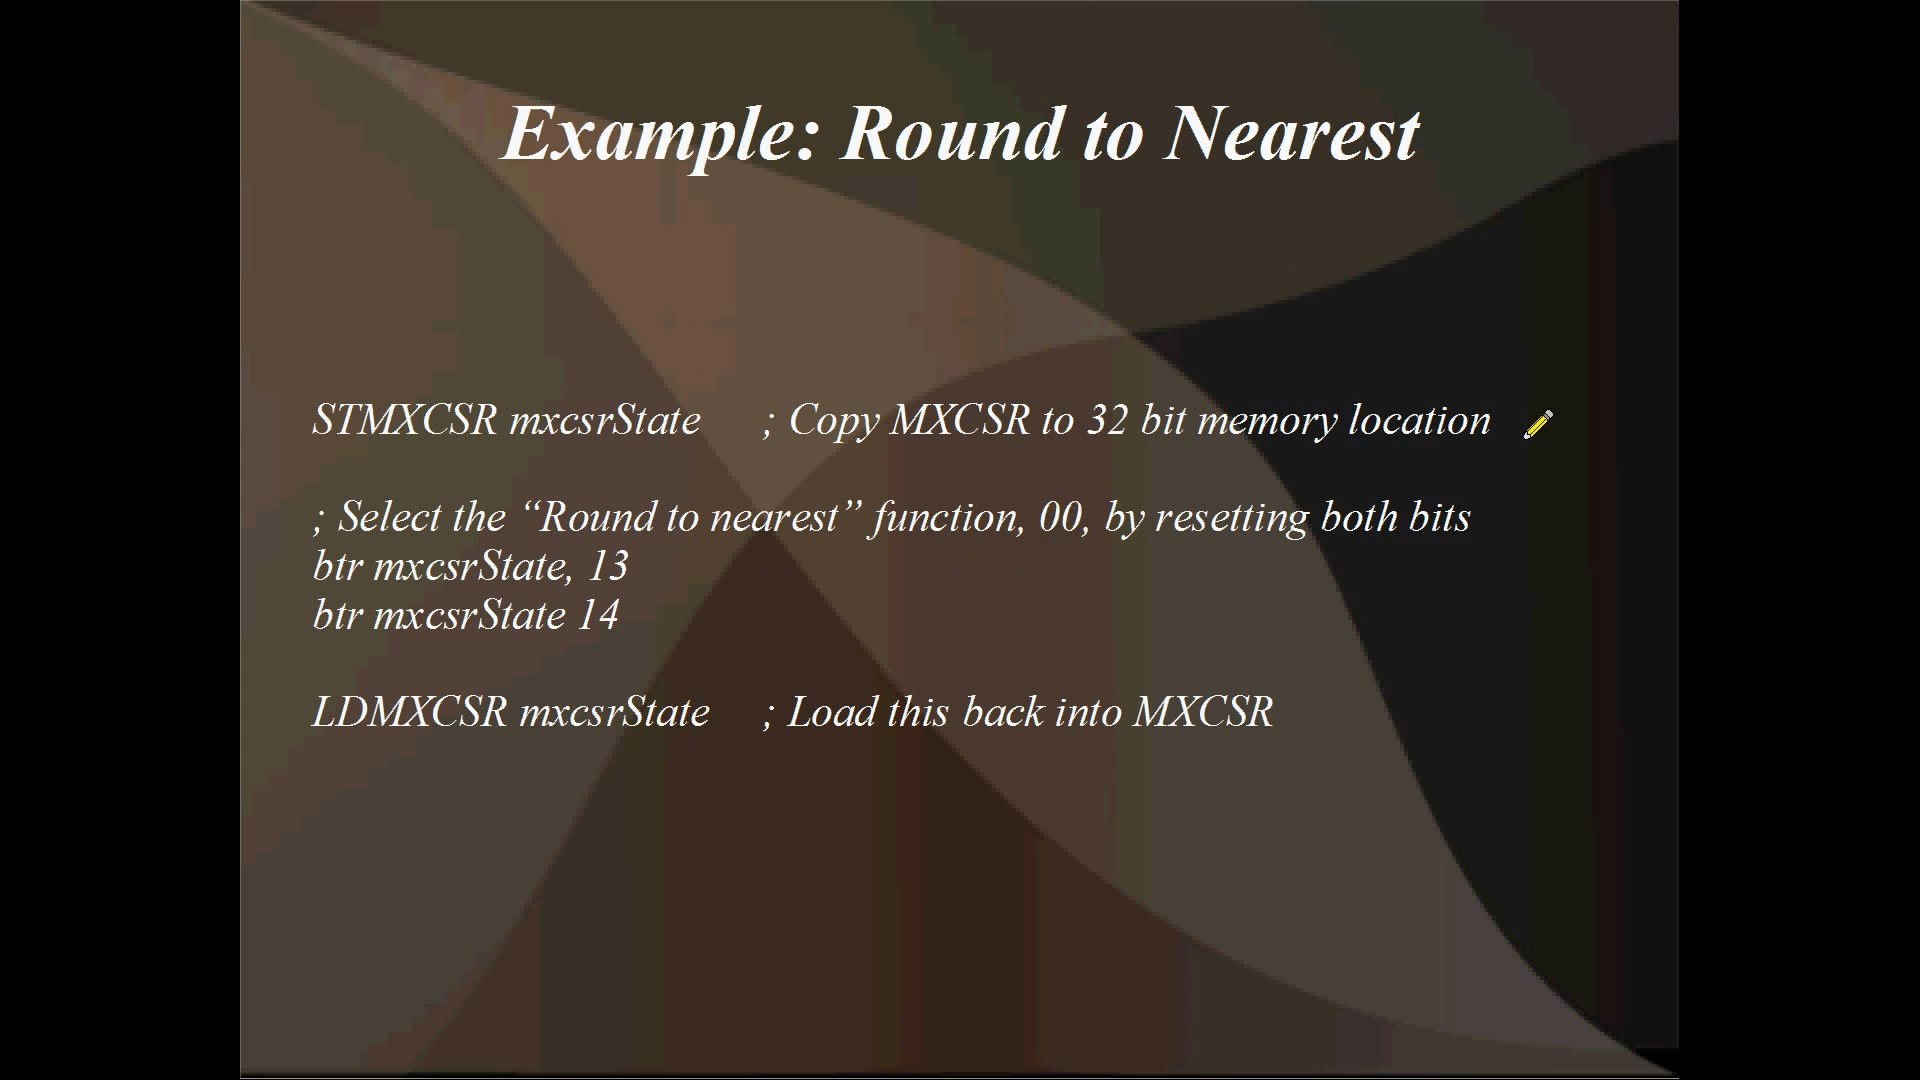 Example: Round to Nearest
STMXCSR mxcsrState ; Copy MXCSR to 32 bit memory location
; Select the “Round to nearest” function, 00, by resetting both bits
btr mxcsrState, 13
btr mxcsrState 14
LDMXCSR mxcsrState ; Load this back into MXCSR